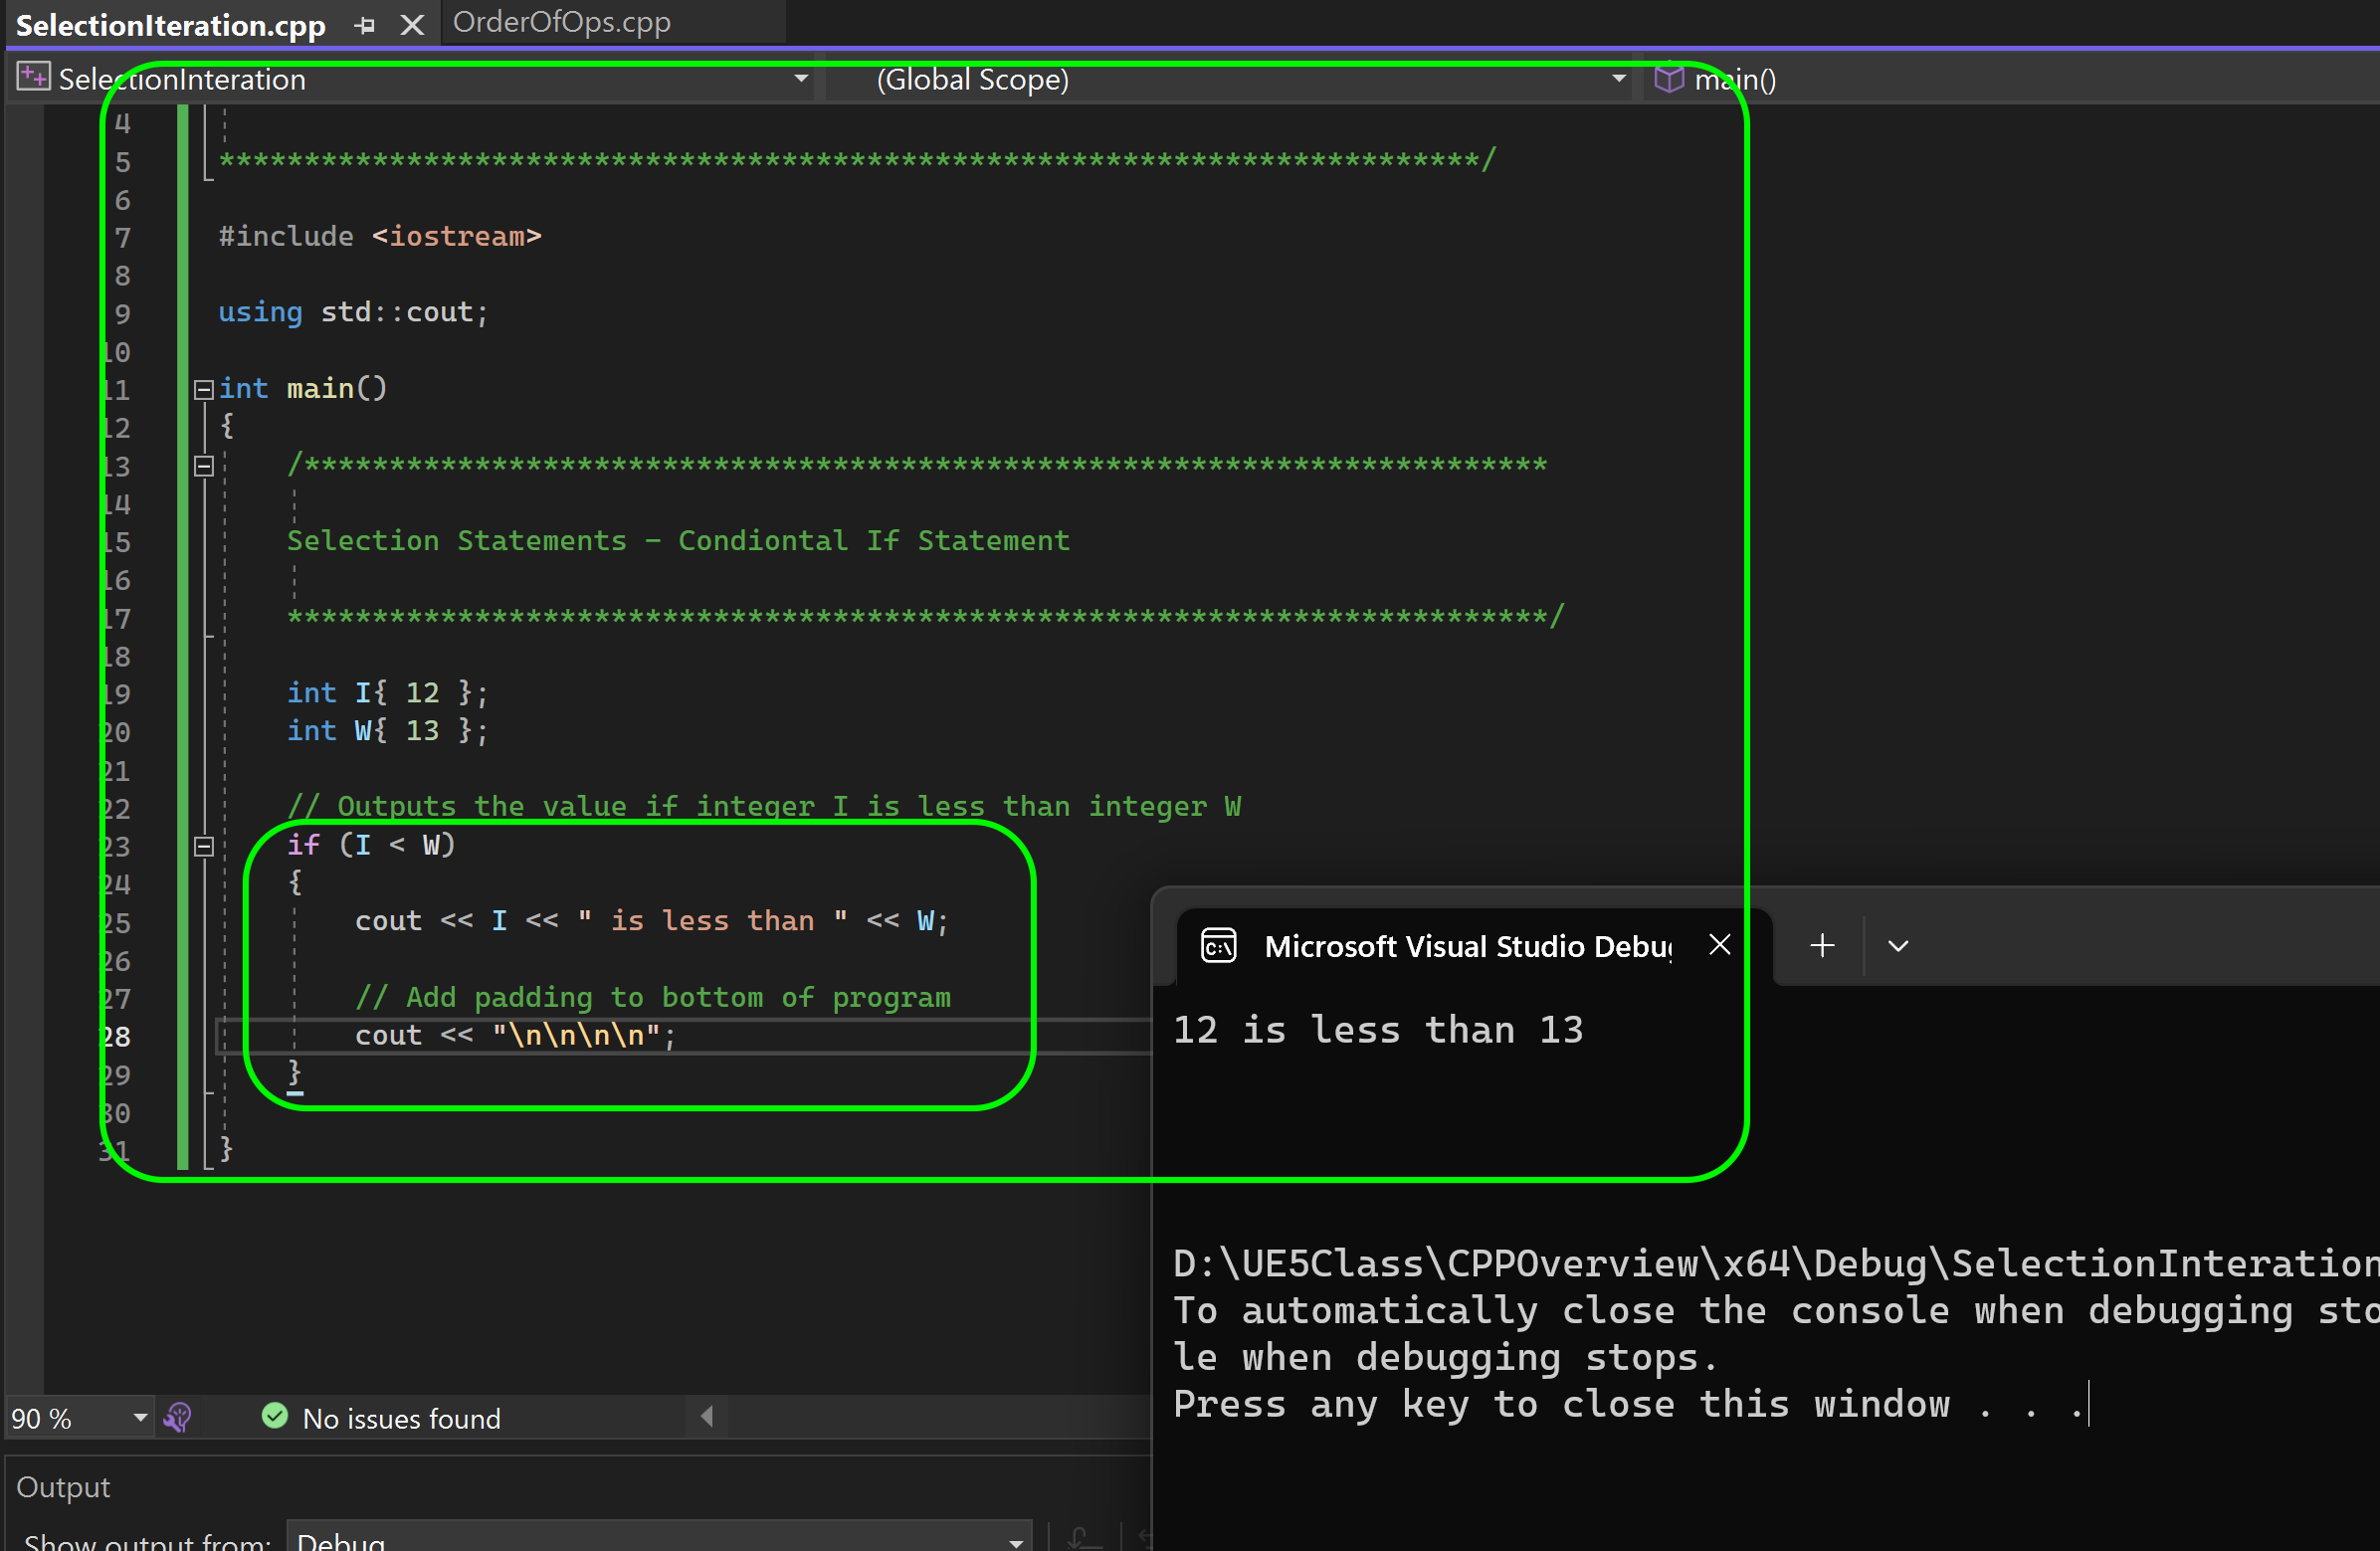 SelectionIteration.cpp OrderOfOps.cpp
SelectionInteration (Global Scope) main()
4
5 **************************************************************************/
6
7 #include <iostream>
8
9 using std::cout;
10
11 int main()
12 {
13 /*************************************************************************
14
15 Selection Statements - Condiontal If Statement
16
17 **************************************************************************/
18
19 int I{ 12 };
20 int W{ 13 };
21
22 // Outputs the value if integer I is less than integer W
23 if (I < W)
24 {
25 cout << I << " is less than " << W;
26
27 // Add padding to bottom of program
28 cout << "\n\n\n\n";
29 }
30
31 }
90 % No issues found
Output
Show output from: Debug
Microsoft Visual Studio Debu
12 is less than 13
D:\UE5Class\CPPOverview\x64\Debug\SelectionInteration
To automatically close the console when debugging sto
le when debugging stops.
Press any key to close this window . . .